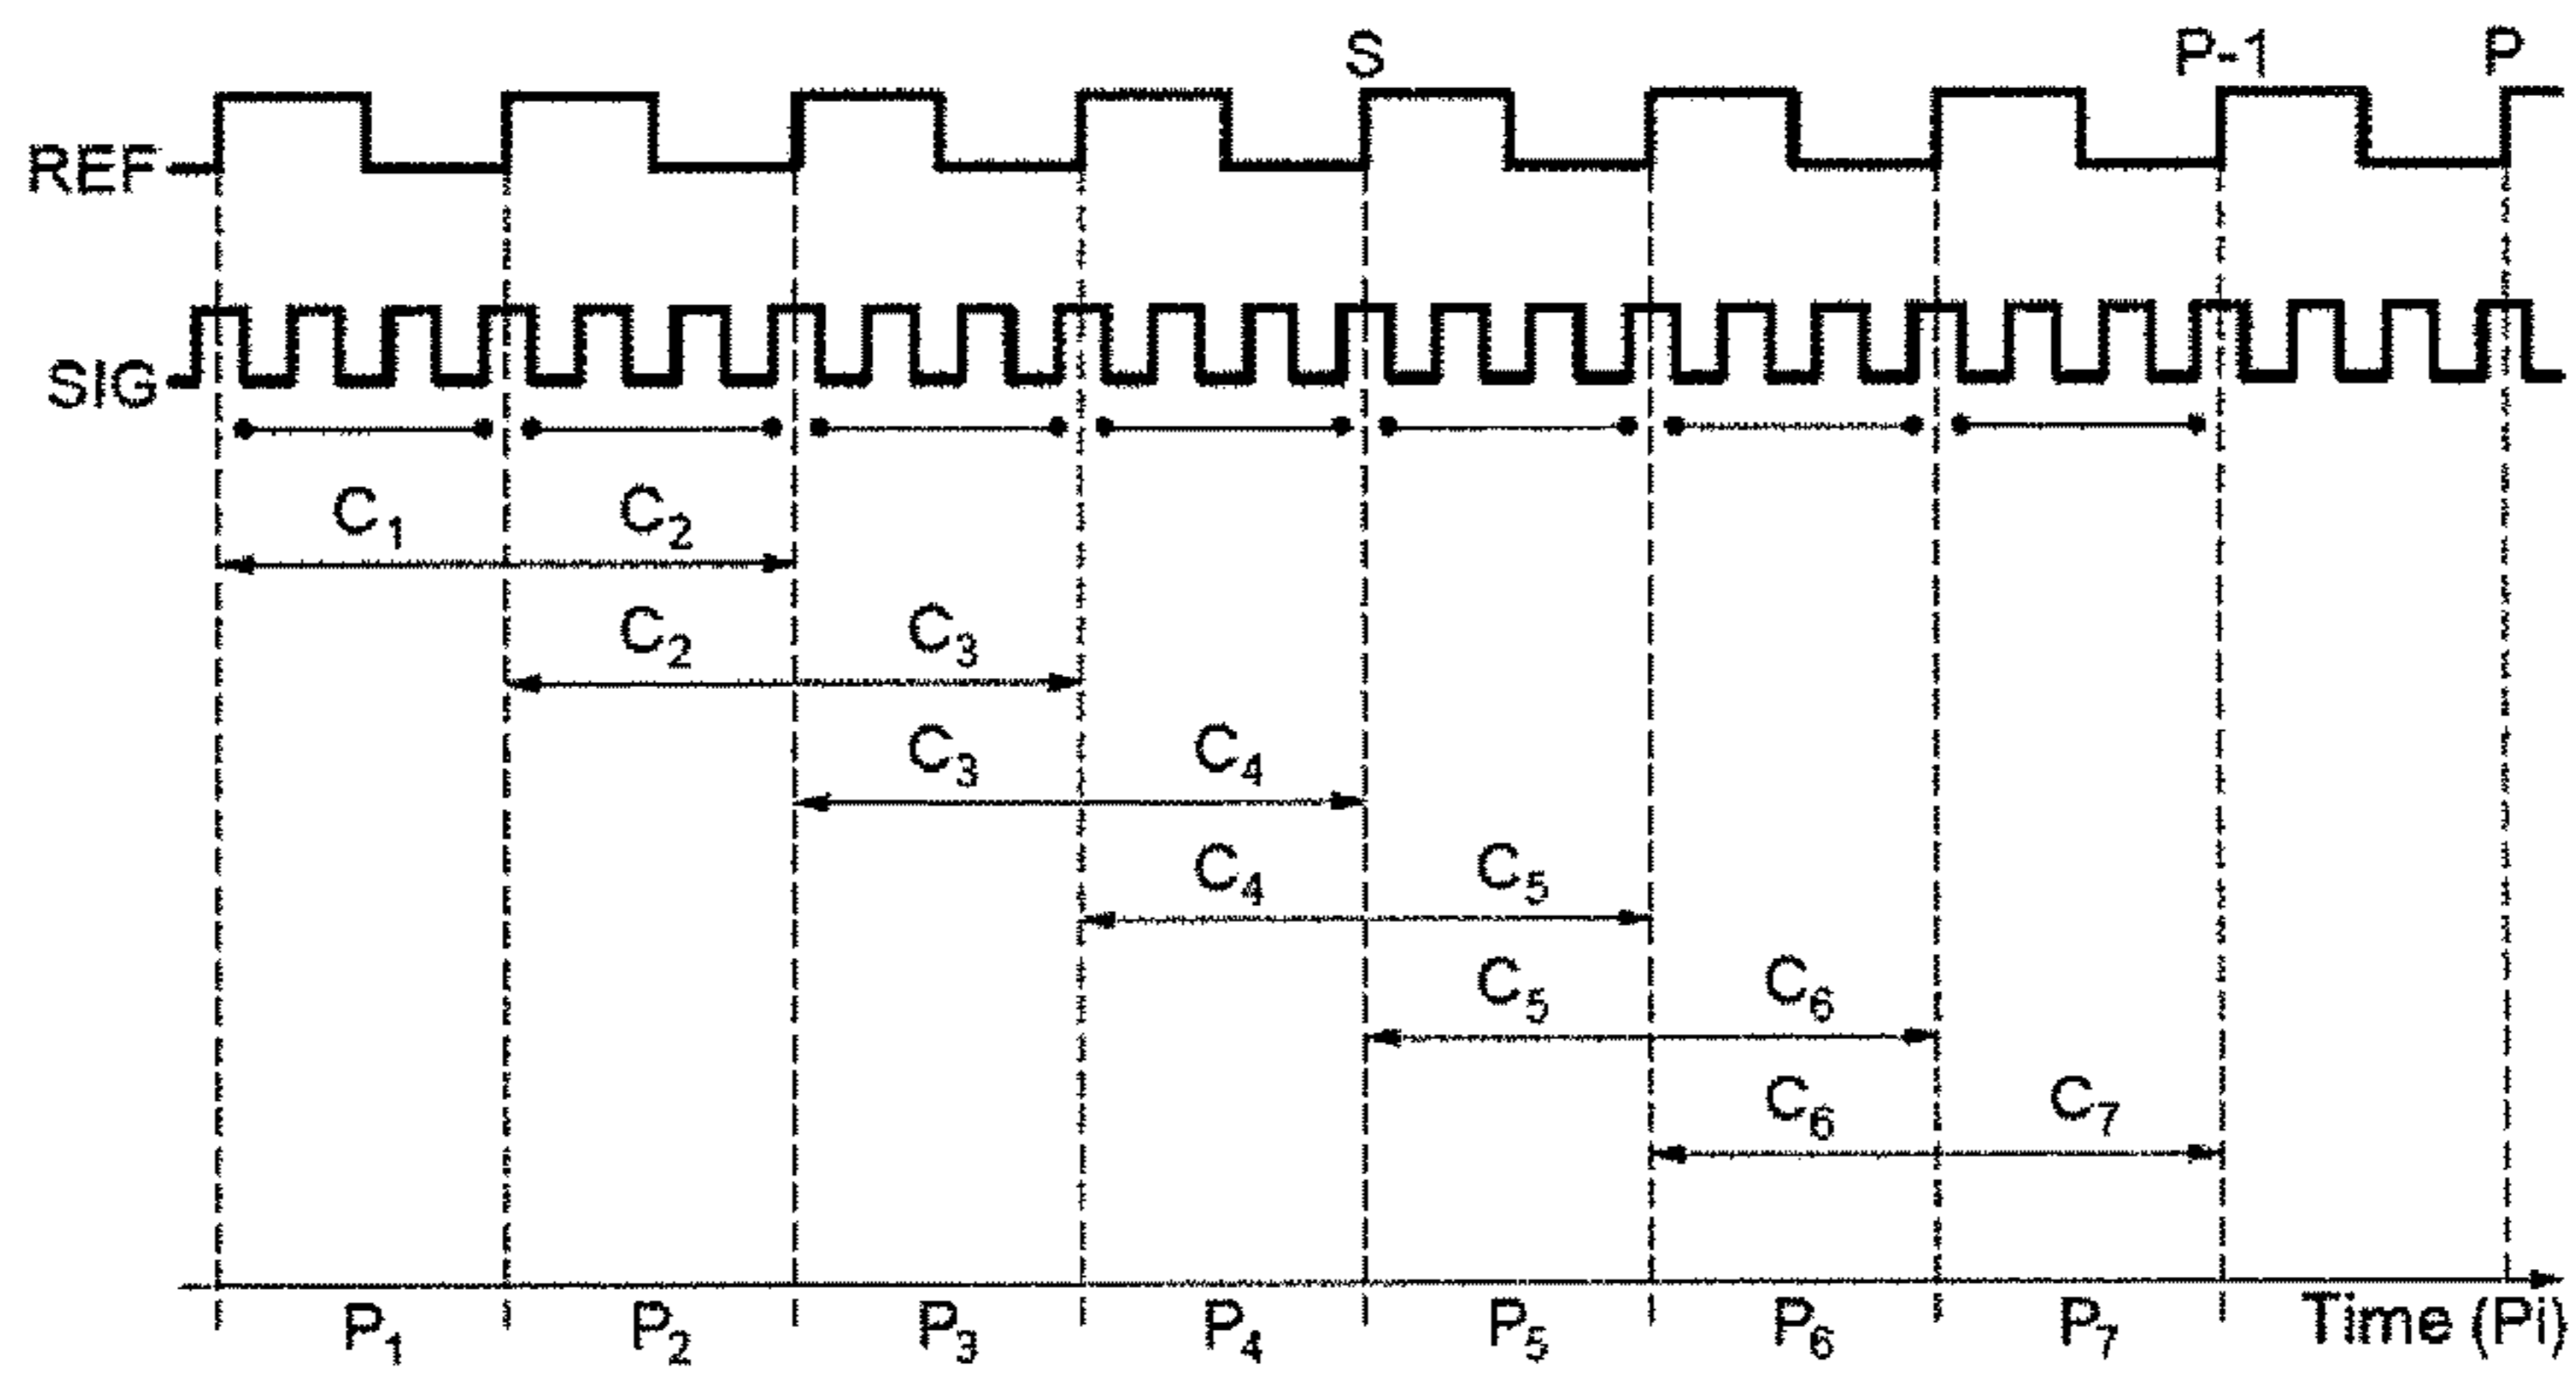 S P-1 P
REF
SIG
C1 C2
C2 C3
C3 C4
C4 C5
C5 C6
C6 C7
P1 P2 P3 P4 P5 P6 P7 Time (Pi)